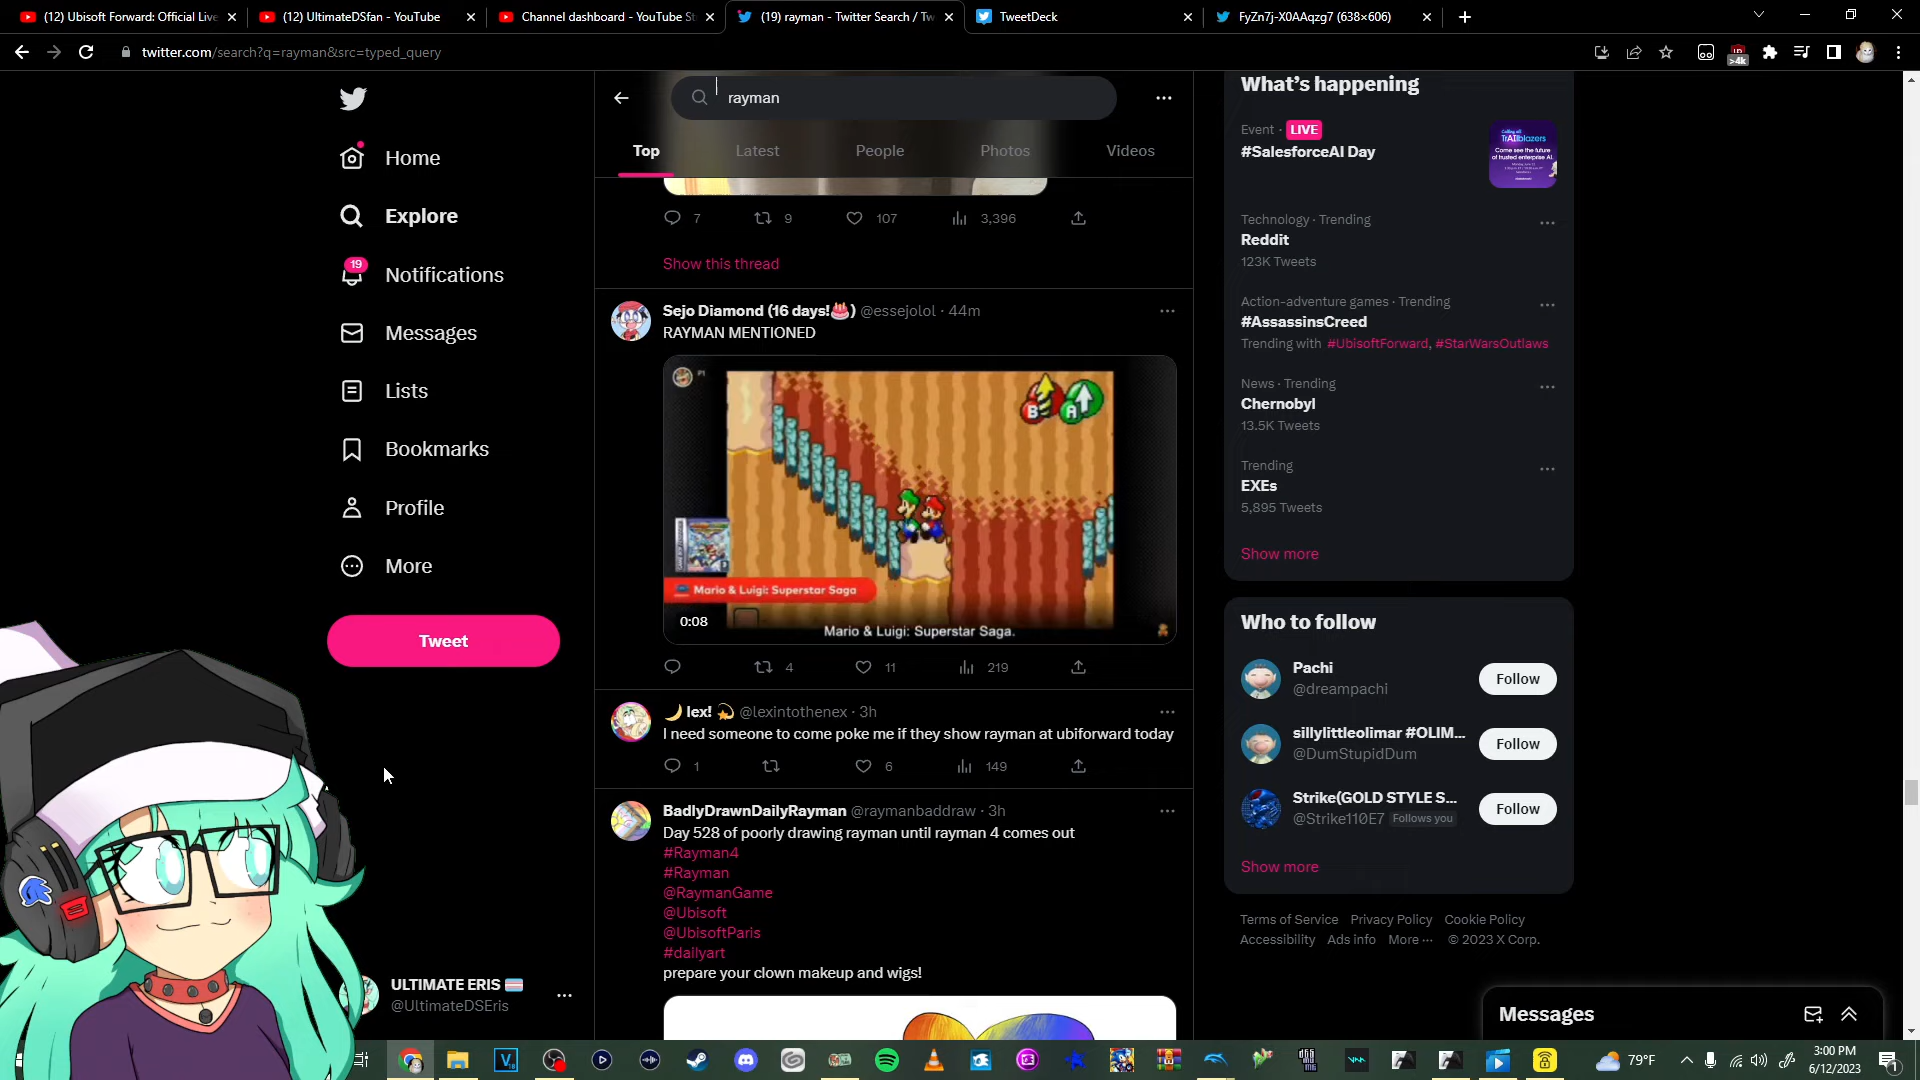 (12) Ubisoft Forward: Official Live
(12) UltimateDSfan - YouTube
Channel dashboard - YouTube St
(19) rayman - Twitter Search / Tw
TweetDeck
FyZn7j-X0AAqzg7 (638×606)
twitter.com/search?q=rayman&src=typed_query
>4k
Home
Explore
19
Notifications
Messages
Lists
Bookmarks
Profile
More
Tweet
ULTIMATE ERIS
@UltimateDSEris
rayman
Top
Latest
People
Photos
Videos
7
9
107
3,396
Show this thread
Sejo Diamond (16 days!🎂) @essejolol · 44m
RAYMAN MENTIONED
B
A
Mario & Luigi: Superstar Saga
0:08
Mario & Luigi: Superstar Saga.
4
11
219
🌙 lex! 💫 @lexintothenex · 3h
I need someone to come poke me if they show rayman at ubiforward today
1
6
149
BadlyDrawnDailyRayman @raymanbaddraw · 3h
Day 528 of poorly drawing rayman until rayman 4 comes out
#Rayman4
#Rayman
@RaymanGame
@Ubisoft
@UbisoftParis
#dailyart
prepare your clown makeup and wigs!
What's happening
Event · LIVE
#SalesforceAI Day
Technology · Trending
Reddit
123K Tweets
Action-adventure games · Trending
#AssassinsCreed
Trending with #UbisoftForward, #StarWarsOutlaws
News · Trending
Chernobyl
13.5K Tweets
Trending
EXEs
5,895 Tweets
Show more
Who to follow
Pachi
@dreampachi
Follow
sillylittleolimar #OLIM...
@DumStupidDum
Follow
Strike(GOLD STYLE S...
@Strike110E7 Follows you
Follow
Show more
Terms of Service Privacy Policy Cookie Policy
Accessibility Ads info More ··· © 2023 X Corp.
Messages
79°F
3:00 PM
6/12/2023
1